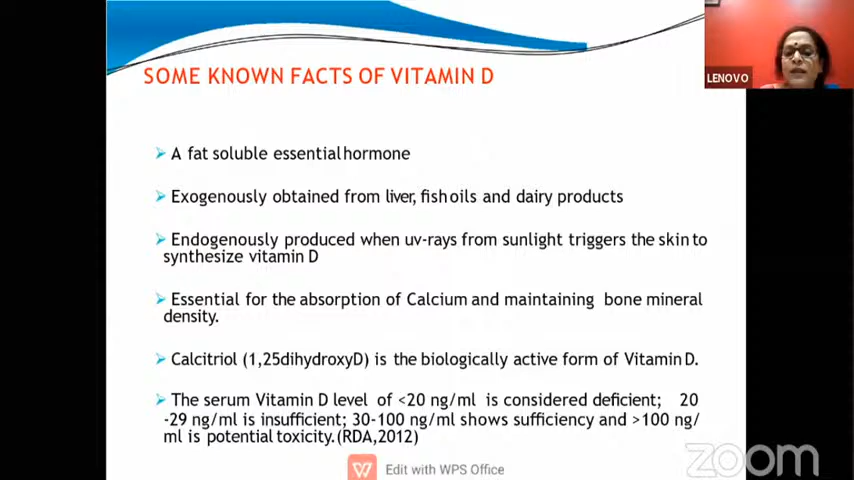 SOME KNOWN FACTS OF VITAMIN D
LENOVO
A fat soluble essential hormone
Exogenously obtained from liver, fish oils and dairy products
Endogenously produced when uv-rays from sunlight triggers the skin to
synthesize vitamin D
Essential for the absorption of Calcium and maintaining bone mineral
density.
Calcitriol (1,25dihydroxyD) is the biologically active form of Vitamin D.
The serum Vitamin D level of <20 ng/ml is considered deficient; 20
-29 ng/ml is insufficient; 30-100 ng/ml shows sufficiency and >100 ng/
ml is potential toxicity.(RDA,2012)
Edit with WPS Office
zoom